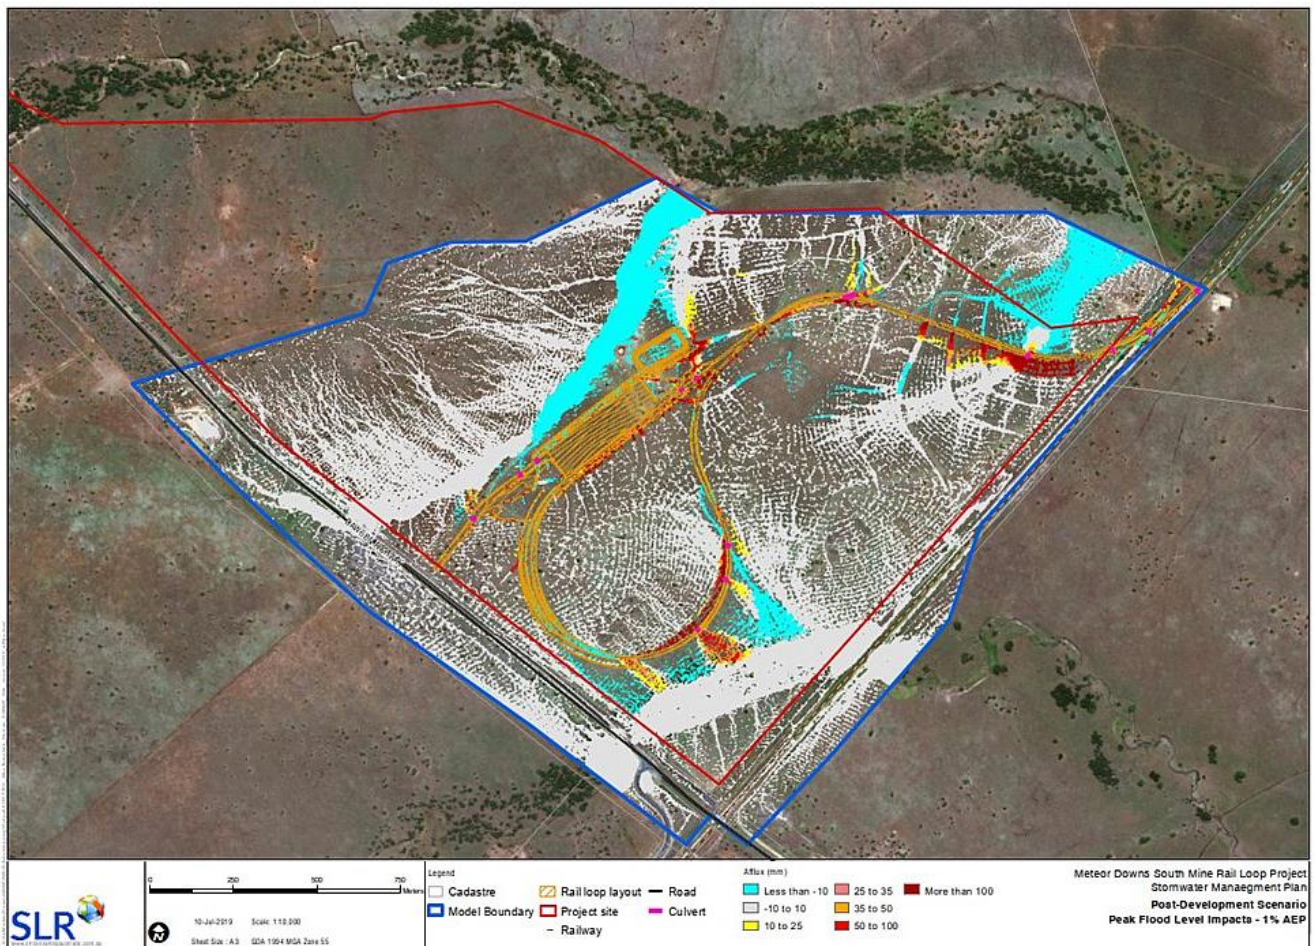 SLR
0 250 500 750
Meters
10-Jul-2019 Scale: 1:10,000
Sheet Size : A3 GDA 1994 MGA Zone 55
Legend
Cadastre
Rail loop layout
Road
Model Boundary
Project site
Culvert
Railway
Afflux (mm)
Less than -10
25 to 35
More than 100
-10 to 10
35 to 50
10 to 25
50 to 100
Meteor Downs South Mine Rail Loop Project
Stormwater Manaegment Plan
Post-Development Scenario
Peak Flood Level Impacts - 1% AEP